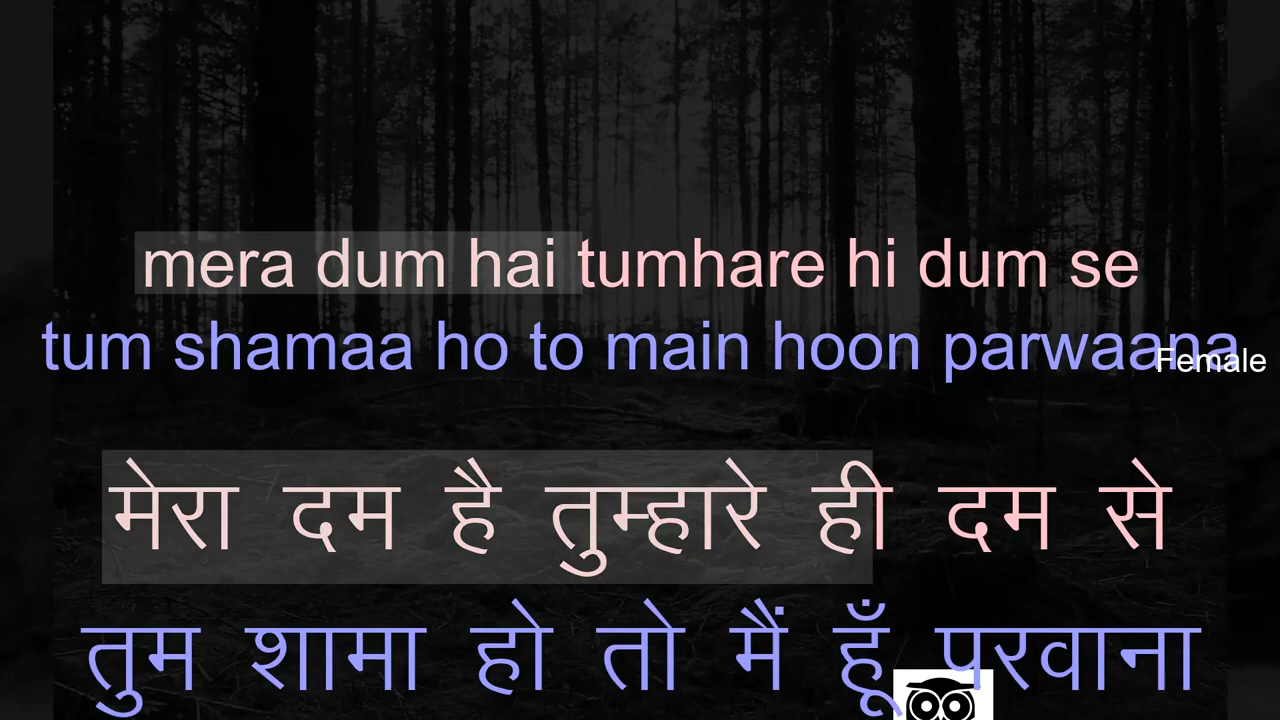 mera dum hai tumhare hi dum se
tum shamaa ho to main hoon parwaana
Female
मेरा दम है तुम्हारे ही दम से
तुम शामा हो तो मैं हूँ परवाना